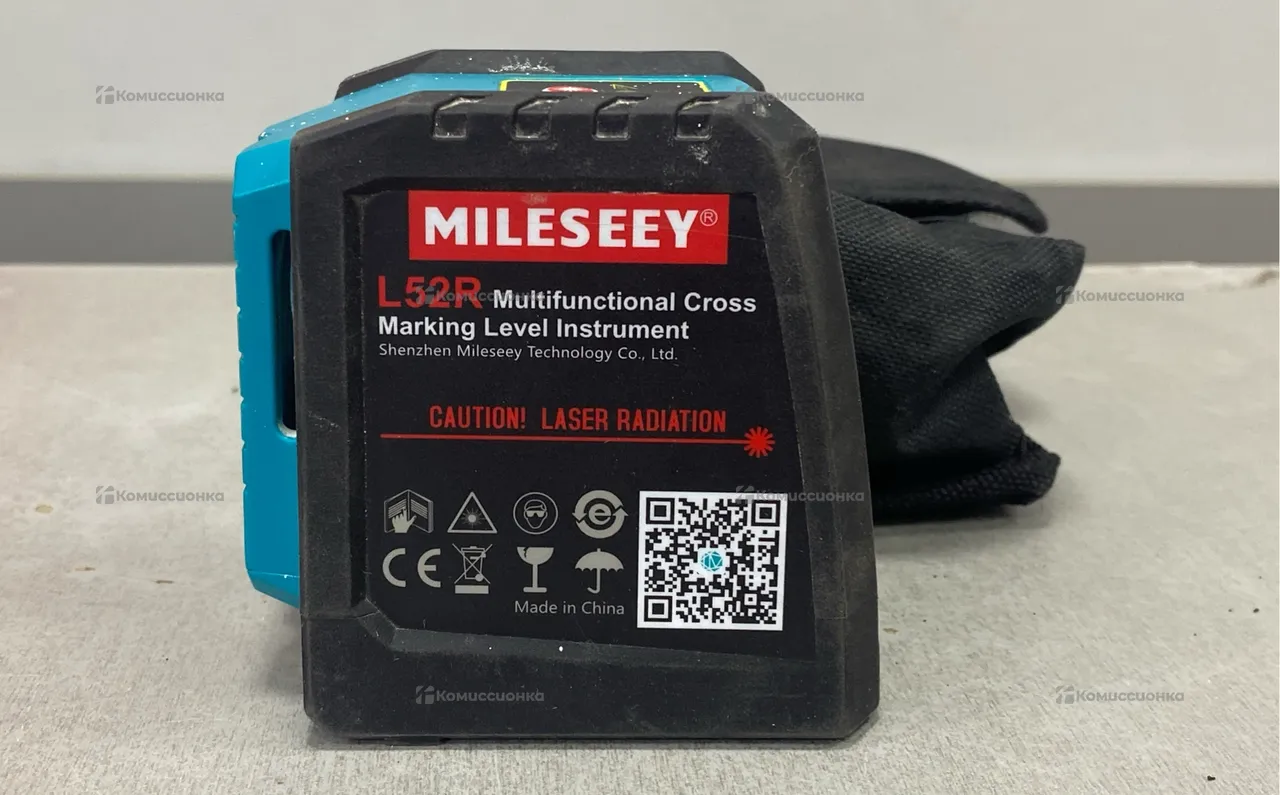 Комиссионка
Комиссионка
MILESEEY®
L52R Multifunctional Cross
Комиссионка
Комиссионка
Marking Level Instrument
Shenzhen Mileseey Technology Co., Ltd.
CAUTION! LASER RADIATION
Комиссионка
Комиссионка
e
CE
Made in China
Комиссионка
Комиссионка